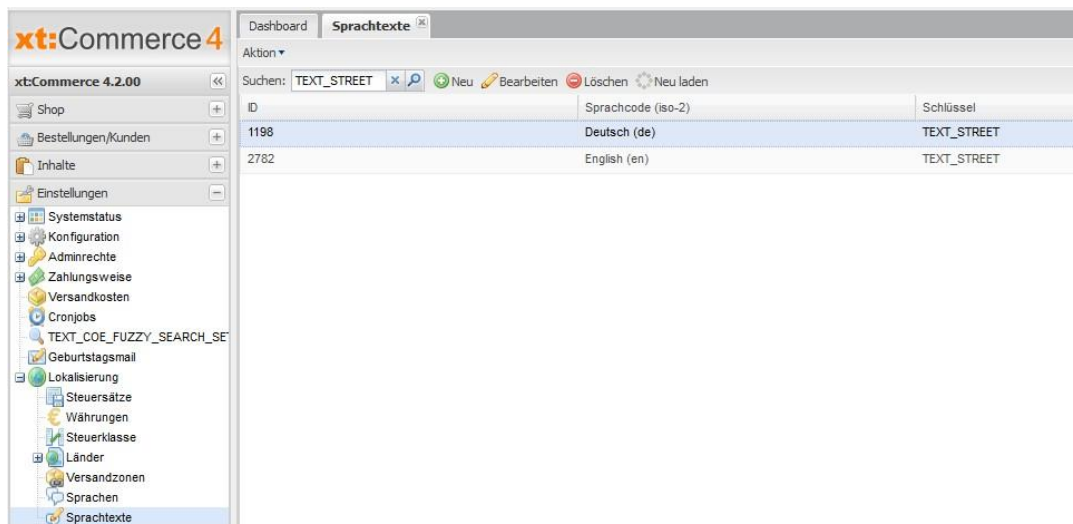 xt:Commerce 4
xt:Commerce 4.2.00
Shop
Bestellungen/Kunden
Inhalte
Einstellungen
Systemstatus
Konfiguration
Adminrechte
Zahlungsweise
Versandkosten
Cronjobs
TEXT_COE_FUZZY_SEARCH_SE
Geburtstagsmail
Lokalisierung
Steuersätze
Währungen
Steuerklasse
Länder
Versandzonen
Sprachen
Sprachtexte
Dashboard Sprachtexte
Aktion
Suchen: TEXT_STREET Neu Bearbeiten Löschen Neu laden
ID Sprachcode (iso-2) Schlüssel
1198 Deutsch (de) TEXT_STREET
2782 English (en) TEXT_STREET